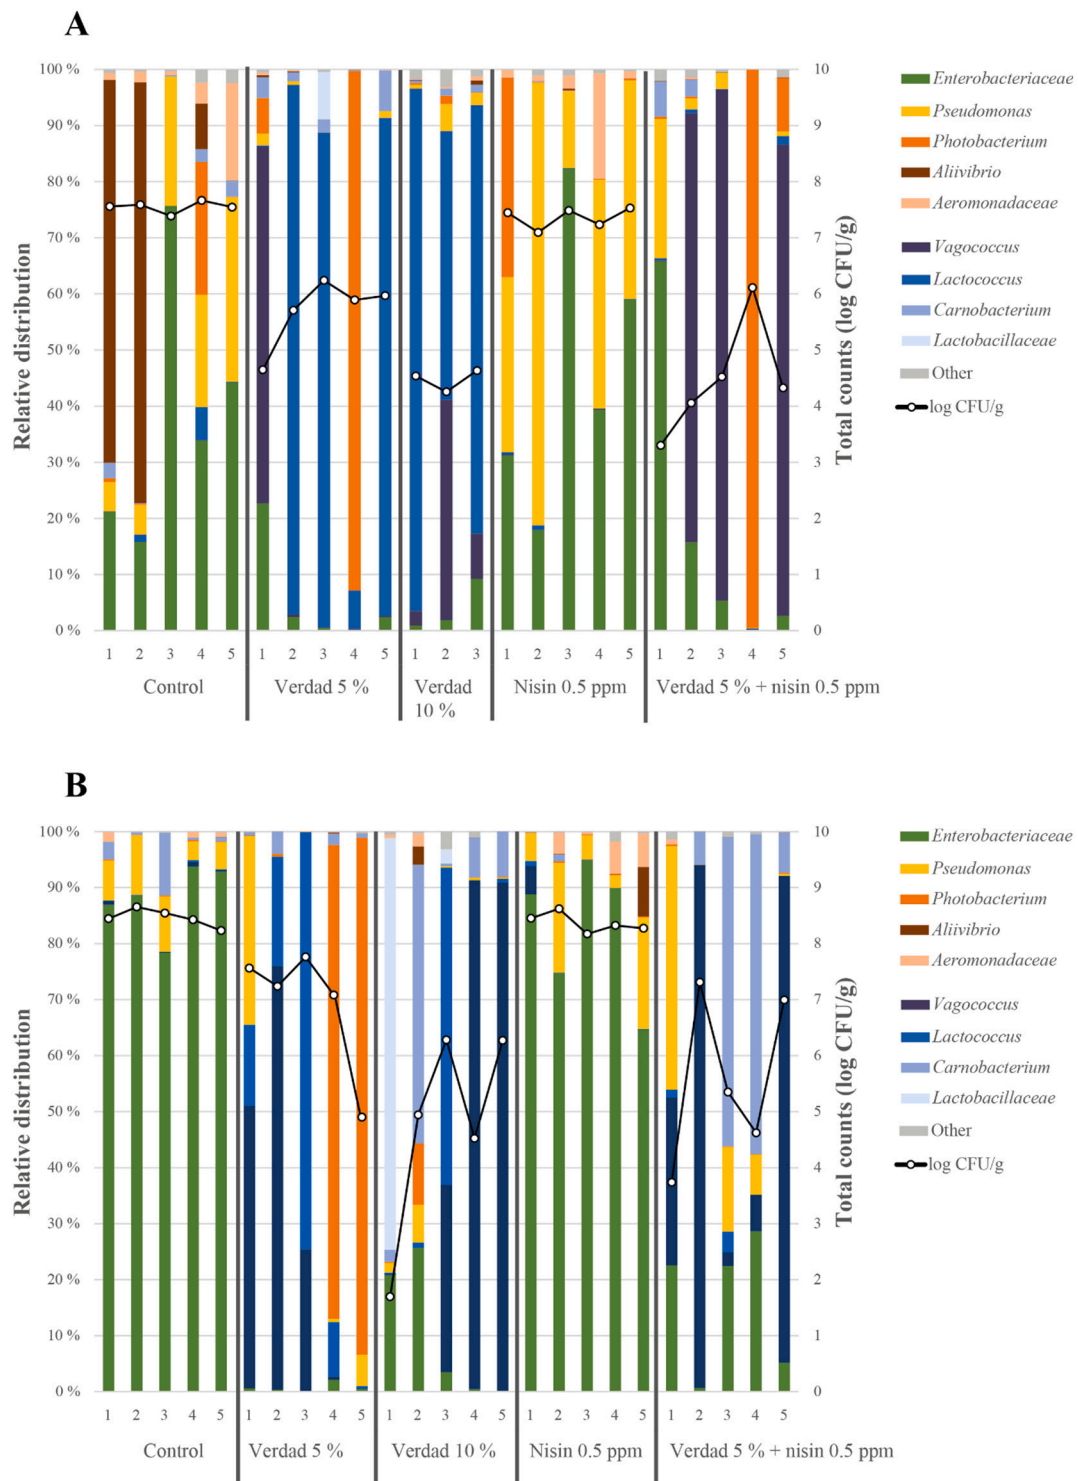 A
100 %
90 %
80 %
70 %
60 %
50 %
40 %
30 %
20 %
10 %
0 %
Relative distribution
10
9
8
7
6
5
4
3
2
1
0
Total counts (log CFU/g)
1 2 3 4 5 1 2 3 4 5 1 2 3 1 2 3 4 5 1 2 3 4 5
Control
Verdad 5 %
Verdad
10 %
Nisin 0.5 ppm
Verdad 5 % + nisin 0.5 ppm
Enterobacteriaceae
Pseudomonas
Photobacterium
Aliivibrio
Aeromonadaceae
Vagococcus
Lactococcus
Carnobacterium
Lactobacillaceae
Other
log CFU/g
B
100 %
90 %
80 %
70 %
60 %
50 %
40 %
30 %
20 %
10 %
0 %
Relative distribution
10
9
8
7
6
5
4
3
2
1
0
Total counts (log CFU/g)
1 2 3 4 5 1 2 3 4 5 1 2 3 4 5 1 2 3 4 5 1 2 3 4 5
Control
Verdad 5 %
Verdad 10 %
Nisin 0.5 ppm
Verdad 5 % + nisin 0.5 ppm
Enterobacteriaceae
Pseudomonas
Photobacterium
Aliivibrio
Aeromonadaceae
Vagococcus
Lactococcus
Carnobacterium
Lactobacillaceae
Other
log CFU/g